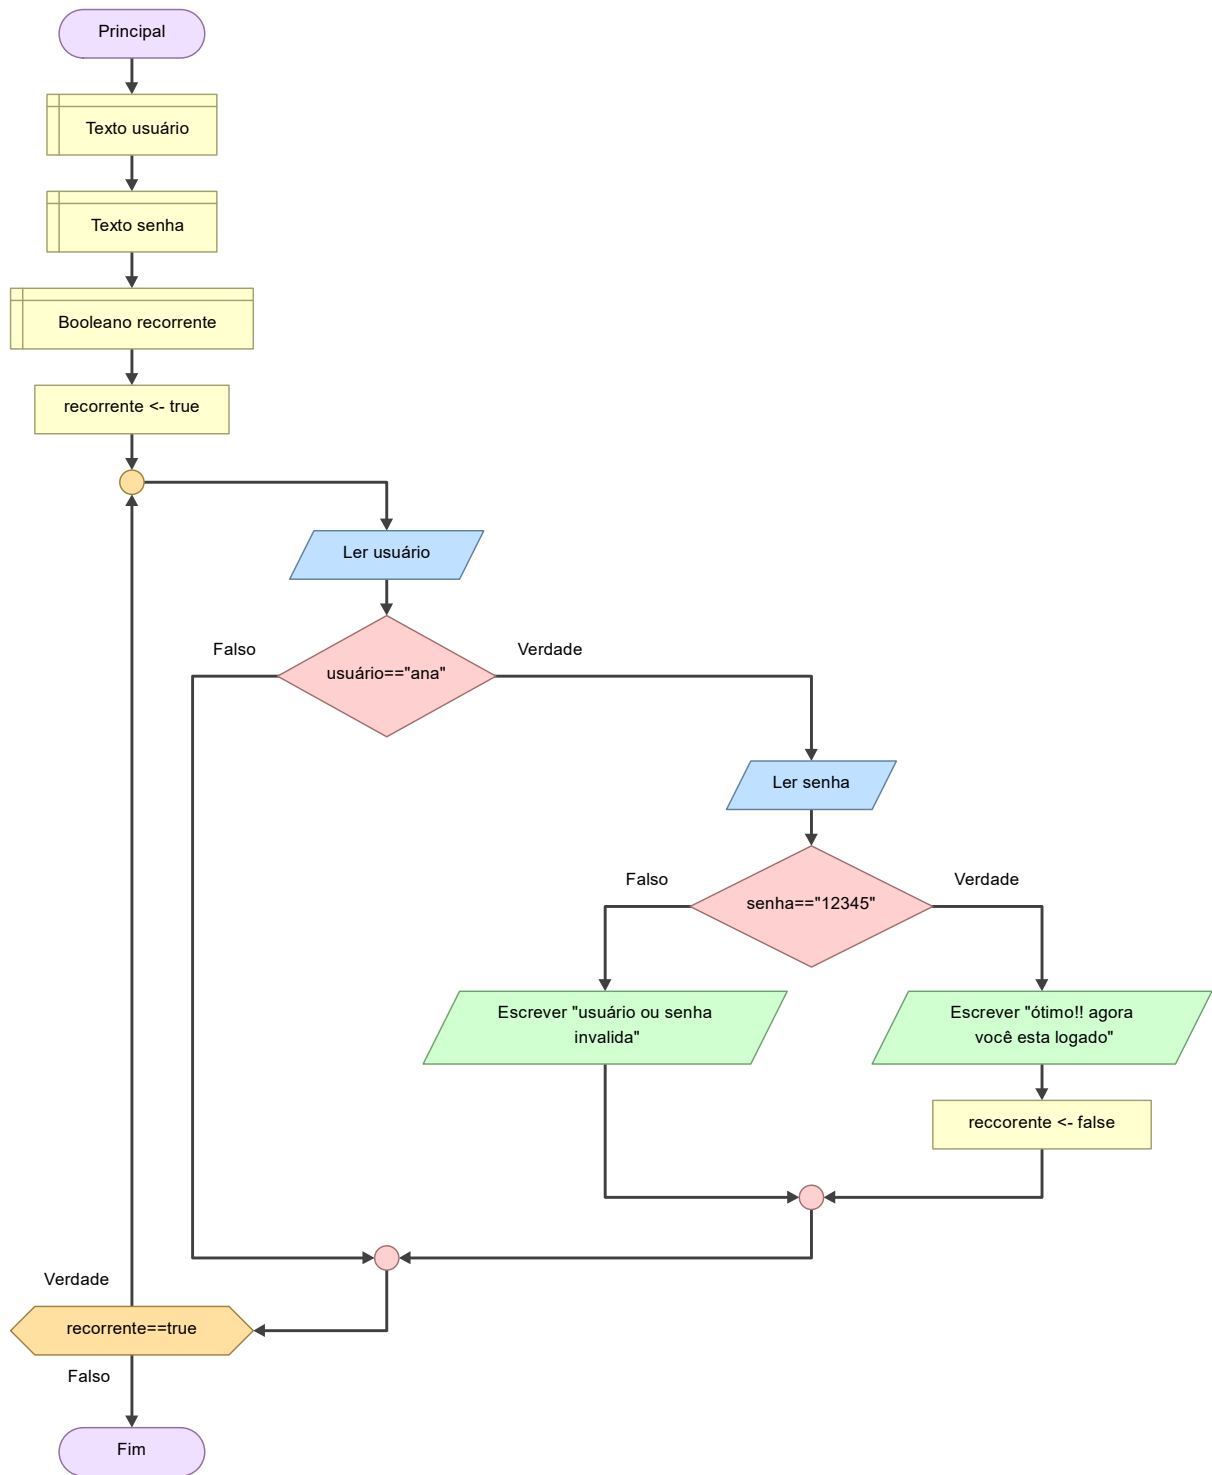 Principal
Texto usuário
Texto senha
Booleano recorrente
recorrente <- true
Ler usuário
Falso
Verdade
usuário=="ana"
Ler senha
Falso
Verdade
senha=="12345"
Escrever "usuário ou senha
invalida"
Escrever "ótimo!! agora
você esta logado"
reccorente <- false
Verdade
recorrente==true
Falso
Fim